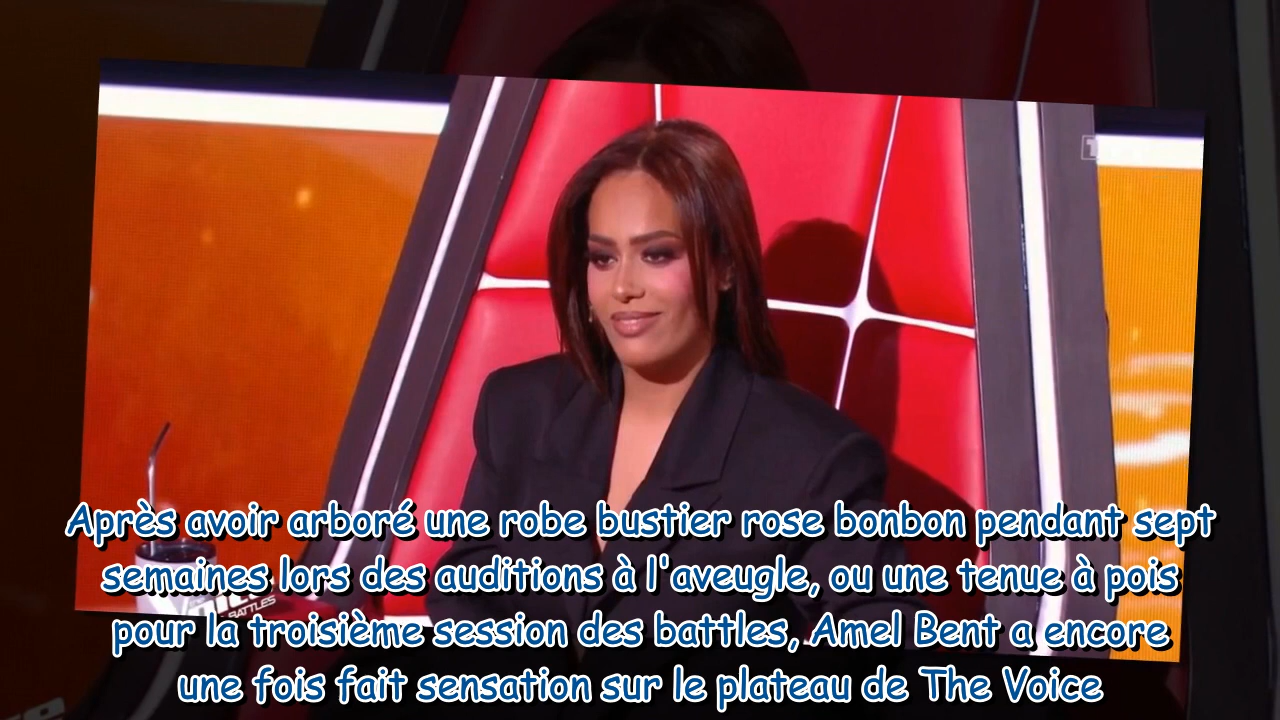 Après avoir arboré une robe bustier rose bonbon pendant sept
semaines lors des auditions à l'aveugle, ou une tenue à pois
pour la troisième session des battles, Amel Bent a encore
une fois fait sensation sur le plateau de The Voice
BATTLES